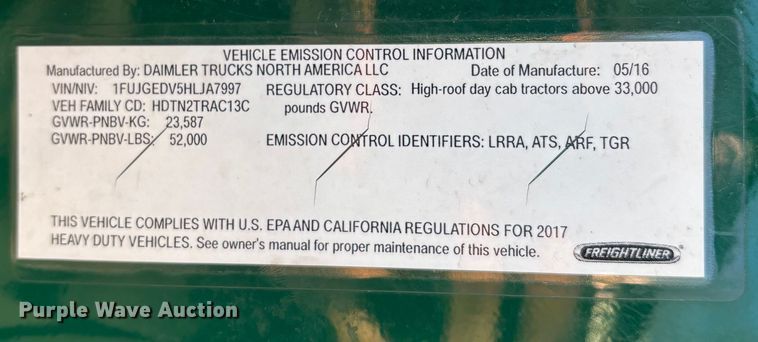 VEHICLE EMISSION CONTROL INFORMATION
Manufactured By: DAIMLER TRUCKS NORTH AMERICA LLC Date of Manufacture: 05/16
VIN/NIV: 1FUJGEDV5HLJA7997 REGULATORY CLASS: High-roof day cab tractors above 33,000
VEH FAMILY CD: HDTN2TRAC13C pounds GVWR.
GVWR-PNBV-KG: 23,587
GVWR-PNBV-LBS: 52,000 EMISSION CONTROL IDENTIFIERS: LRRA, ATS, ARF, TGR
THIS VEHICLE COMPLIES WITH U.S. EPA AND CALIFORNIA REGULATIONS FOR 2017
HEAVY DUTY VEHICLES. See owner's manual for proper maintenance of this vehicle.
FREIGHTLINER
Purple Wave Auction